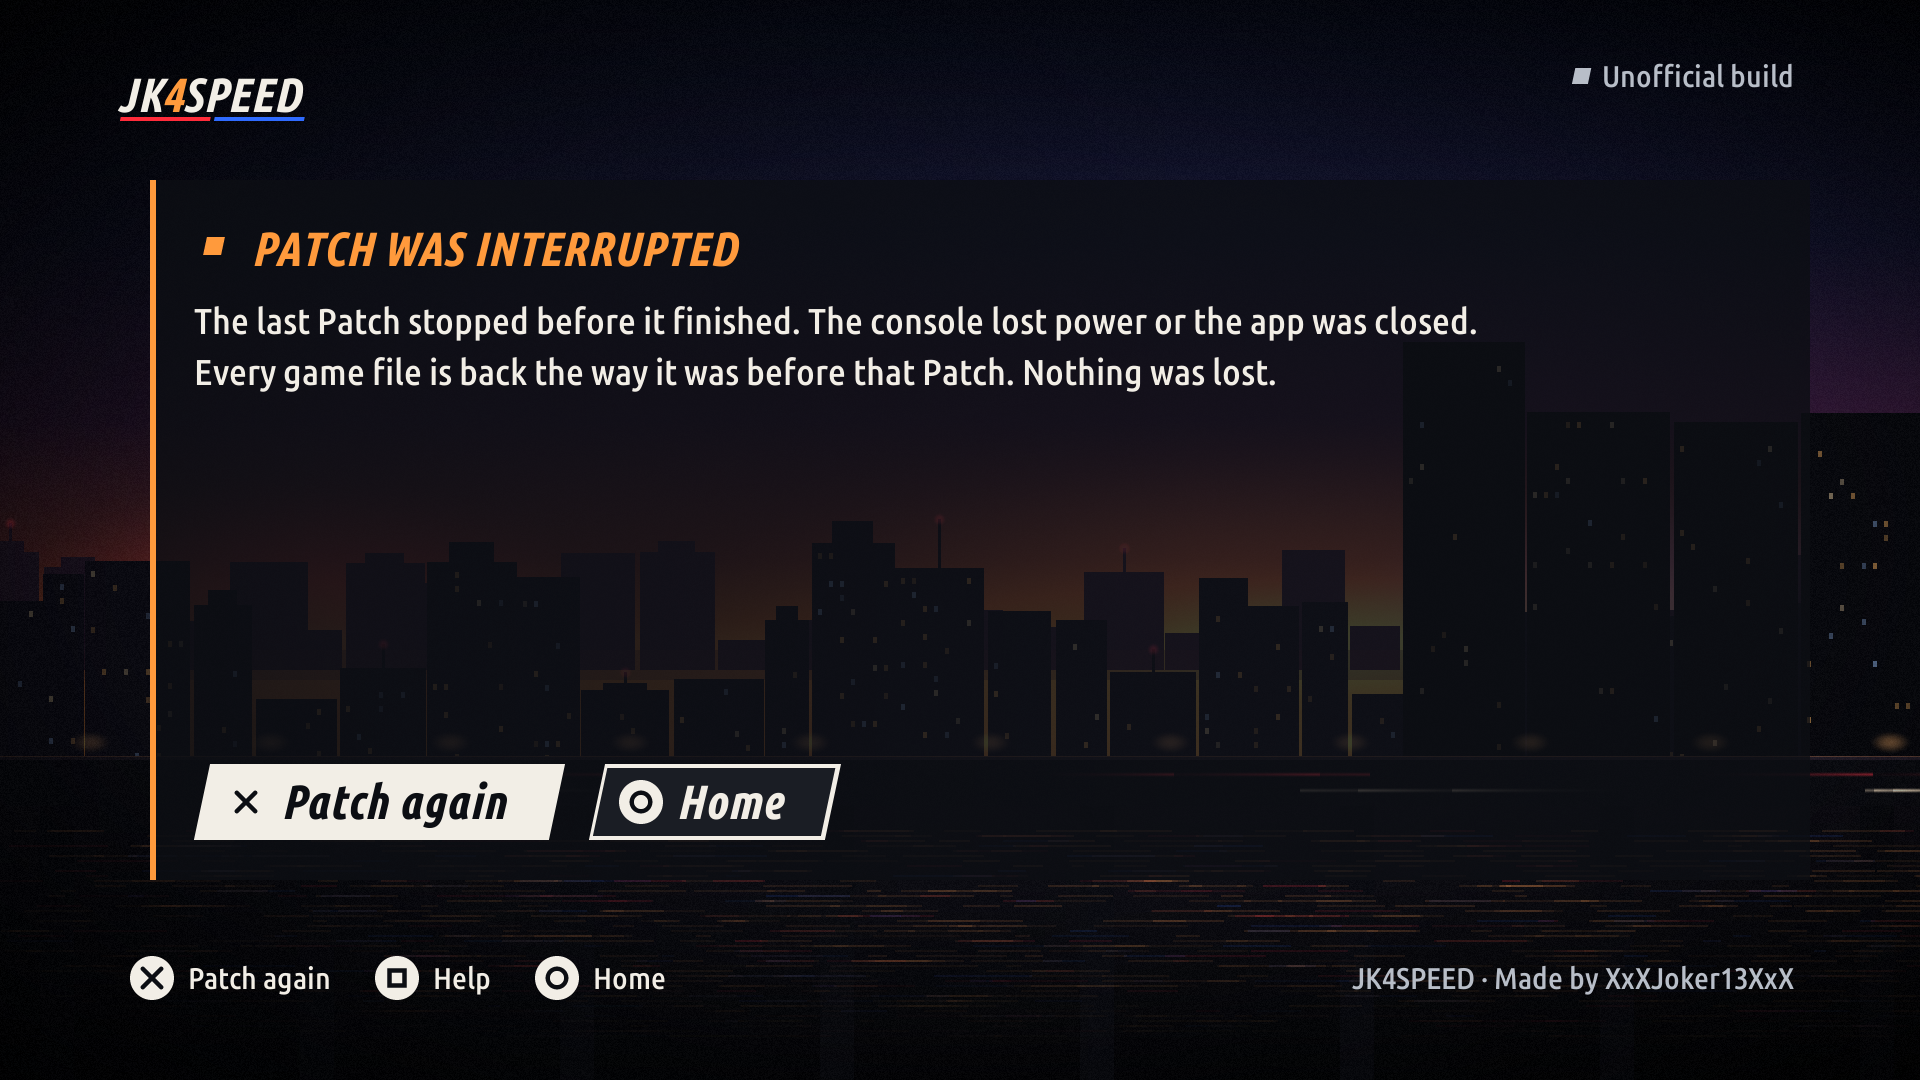 JK4SPEED
Unofficial build
PATCH WAS INTERRUPTED
The last Patch stopped before it finished. The console lost power or the app was closed.
Every game file is back the way it was before that Patch. Nothing was lost.
Patch again
Home
Patch again
Help
Home
JK4SPEED · Made by XxXJoker13XxX